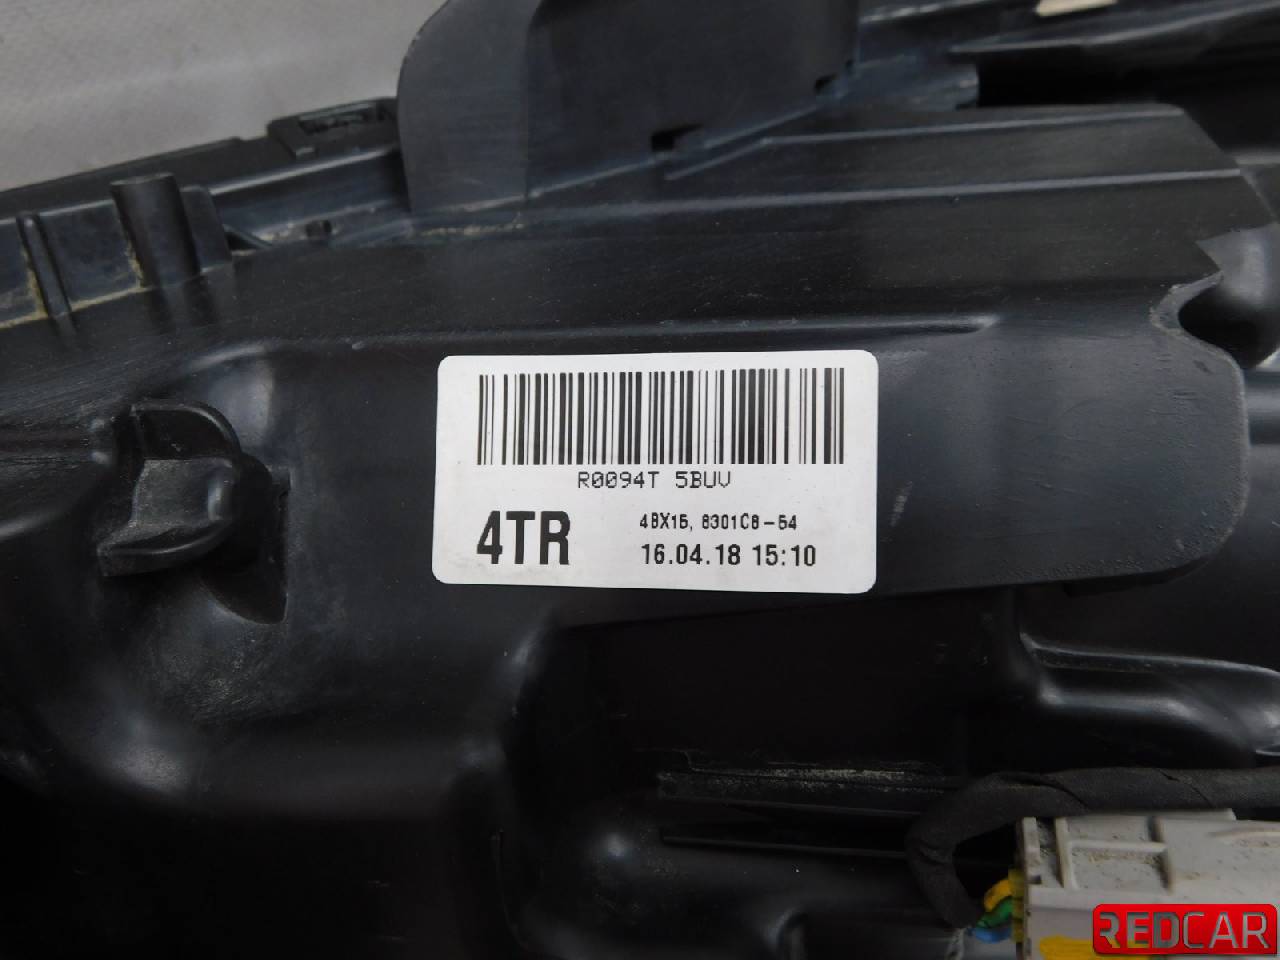 R0094T 5BUV
4TR
4BX15, 8301C8-54
16.04.18 15:10
REDCAR